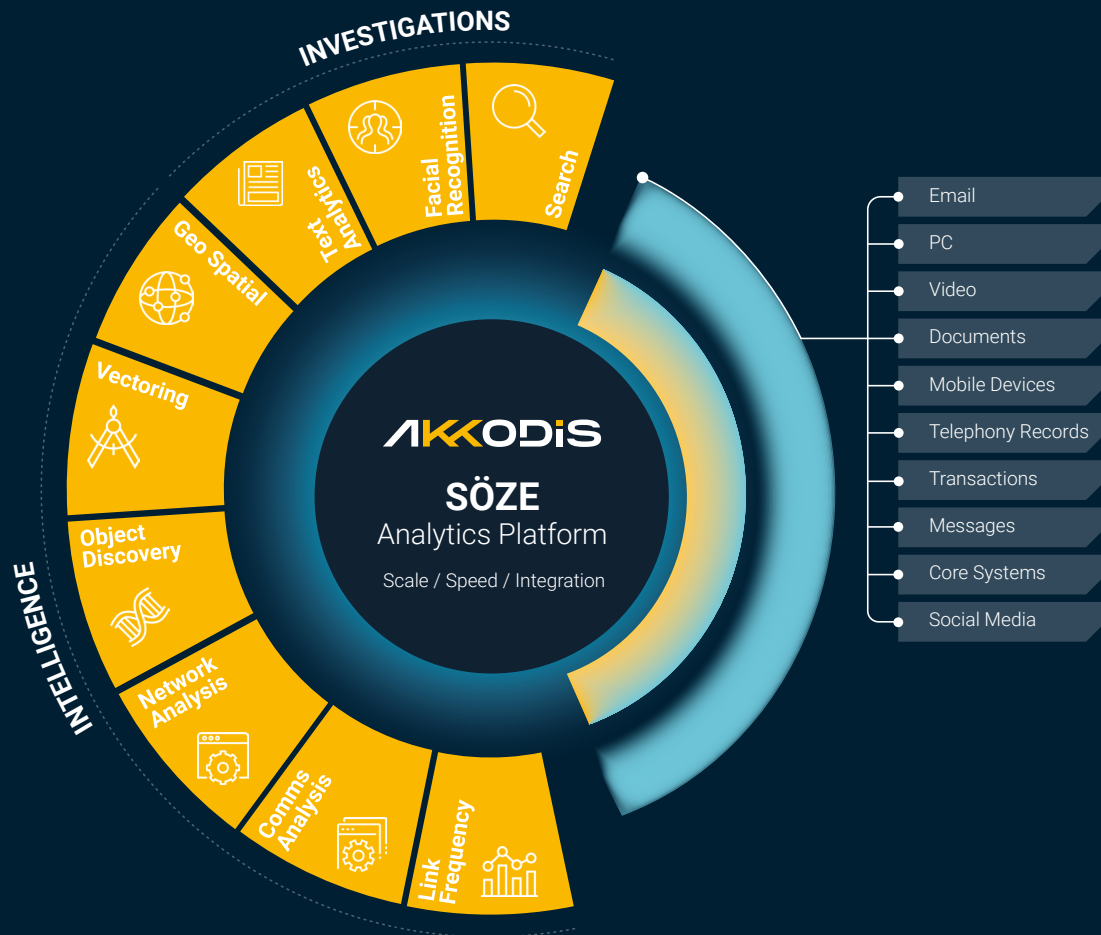 INVESTIGATIONS
Search
Facial
Recognition
Text
Analytics
Geo Spatial
Vectoring
Object
Discovery
Network
Analysis
Comms
Analysis
Link
Frequency
INTELLIGENCE
AKKODiS
SÖZE
Analytics Platform
Scale / Speed / Integration
Email
PC
Video
Documents
Mobile Devices
Telephony Records
Transactions
Messages
Core Systems
Social Media